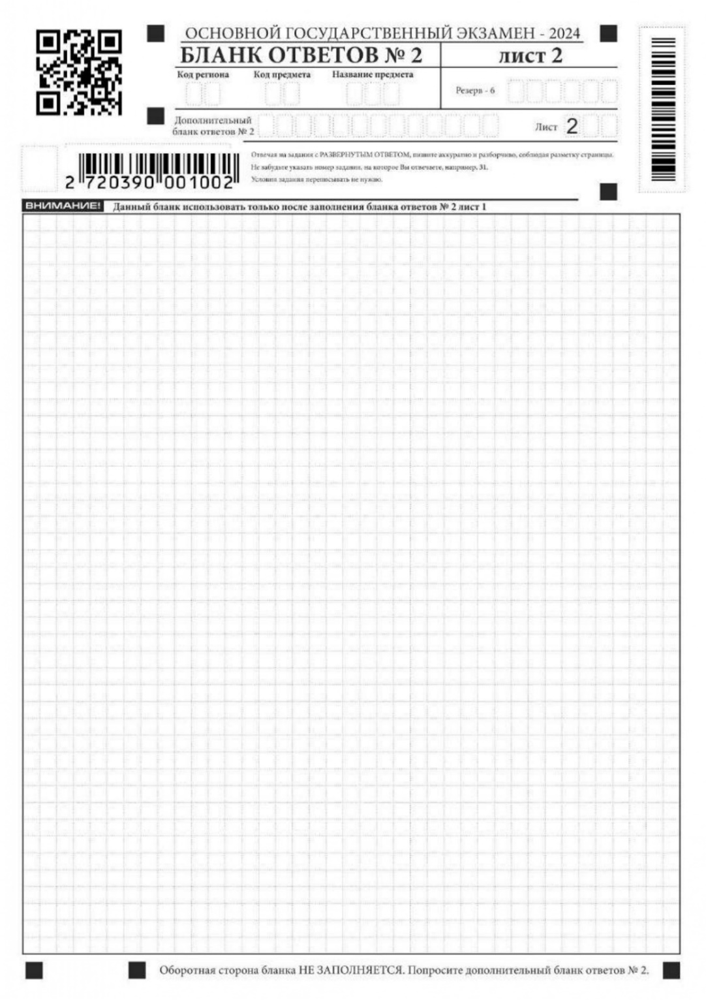 ОСНОВНОЙ ГОСУДАРСТВЕННЫЙ ЭКЗАМЕН - 2024
БЛАНК ОТВЕТОВ № 2
лист 2
Код региона
Код предмета
Название предмета
Резерв - 6
Дополнительный
бланк ответов № 2
Лист 2
Отвечая на задания с РАЗВЕРНУТЫМ ОТВЕТОМ, пишите аккуратно и разборчиво, соблюдая разметку страницы.
Не забудьте указать номер задания, на которое Вы отвечаете, например, 31.
Условия задания переписывать не нужно.
2 720390 001002
ВНИМАНИЕ! Данный бланк использовать только после заполнения бланка ответов № 2 лист 1
Оборотная сторона бланка НЕ ЗАПОЛНЯЕТСЯ. Попросите дополнительный бланк ответов № 2.